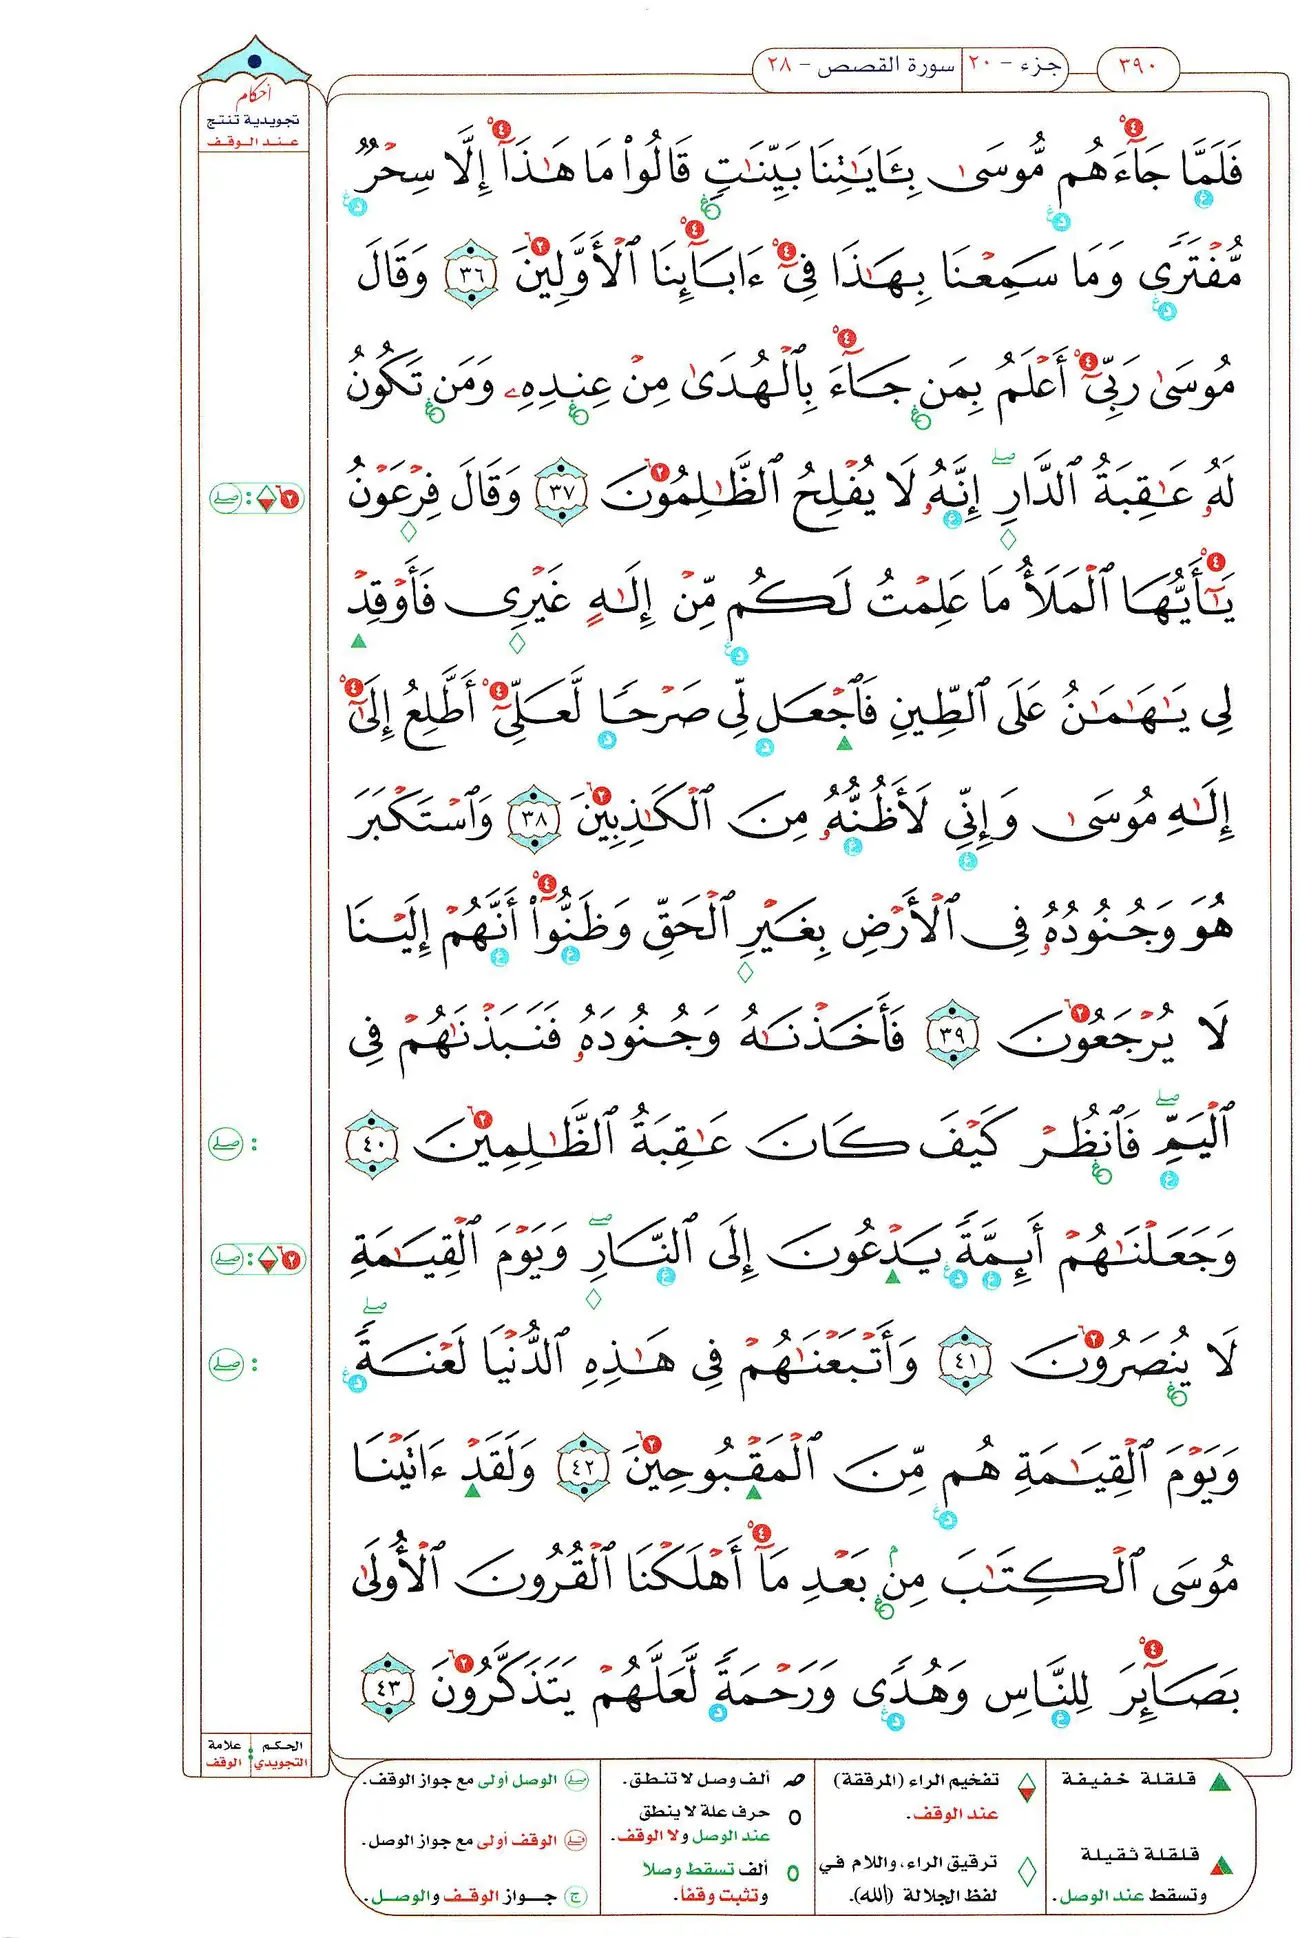 ٣٩٠
جزء - ٢٠ سورة القصص - ٢٨
أحكام
تجويدية تنتج
عند الوقف
فَلَمَّا جَآءَهُم مُّوسَىٰ بِـَٔايَـٰتِنَا بَيِّنَـٰتٍ قَالُوا۟ مَا هَـٰذَآ إِلَّا سِحْرٌ
مُّفْتَرًى وَمَا سَمِعْنَا بِهَـٰذَا فِىٓ ءَابَآئِنَا ٱلْأَوَّلِينَ ٣٦ وَقَالَ
مُوسَىٰ رَبِّىٓ أَعْلَمُ بِمَن جَآءَ بِٱلْهُدَىٰ مِنْ عِندِهِۦ وَمَن تَكُونُ
لَهُۥ عَـٰقِبَةُ ٱلدَّارِ ۖ إِنَّهُۥ لَا يُفْلِحُ ٱلظَّـٰلِمُونَ ٣٧ وَقَالَ فِرْعَوْنُ
يَـٰٓأَيُّهَا ٱلْمَلَأُ مَا عَلِمْتُ لَكُم مِّنْ إِلَـٰهٍ غَيْرِى فَأَوْقِدْ
لِى يَـٰهَـٰمَـٰنُ عَلَى ٱلطِّينِ فَٱجْعَل لِّى صَرْحًا لَّعَلِّىٓ أَطَّلِعُ إِلَىٰٓ
إِلَـٰهِ مُوسَىٰ وَإِنِّى لَأَظُنُّهُۥ مِنَ ٱلْكَـٰذِبِينَ ٣٨ وَٱسْتَكْبَرَ
هُوَ وَجُنُودُهُۥ فِى ٱلْأَرْضِ بِغَيْرِ ٱلْحَقِّ وَظَنُّوٓا۟ أَنَّهُمْ إِلَيْنَا
لَا يُرْجَعُونَ ٣٩ فَأَخَذْنَـٰهُ وَجُنُودَهُۥ فَنَبَذْنَـٰهُمْ فِى
ٱلْيَمِّ ۖ فَٱنظُرْ كَيْفَ كَانَ عَـٰقِبَةُ ٱلظَّـٰلِمِينَ ٤٠
وَجَعَلْنَـٰهُمْ أَئِمَّةً يَدْعُونَ إِلَى ٱلنَّارِ ۖ وَيَوْمَ ٱلْقِيَـٰمَةِ
لَا يُنصَرُونَ ٤١ وَأَتْبَعْنَـٰهُمْ فِى هَـٰذِهِ ٱلدُّنْيَا لَعْنَةً ۖ
وَيَوْمَ ٱلْقِيَـٰمَةِ هُم مِّنَ ٱلْمَقْبُوحِينَ ٤٢ وَلَقَدْ ءَاتَيْنَا
مُوسَى ٱلْكِتَـٰبَ مِنۢ بَعْدِ مَآ أَهْلَكْنَا ٱلْقُرُونَ ٱلْأُولَىٰ
بَصَآئِرَ لِلنَّاسِ وَهُدًى وَرَحْمَةً لَّعَلَّهُمْ يَتَذَكَّرُونَ ٤٣
الحكم التجويدي : علامة الوقف
قلقلة خفيفة
قلقلة ثقيلة
وتسقط عند الوصل.
تفخيم الراء (المرققة)
عند الوقف.
ترقيق الراء، واللام في
لفظ الجلالة (الله).
ألف وصل لا تنطق.
حرف علة لا ينطق
عند الوصل ولا الوقف.
ألف تسقط وصلا
وتثبت وقفا.
صلے الوصل أولى مع جواز الوقف.
قلے الوقف أولى مع جواز الوصل.
ج جواز الوقف والوصل.